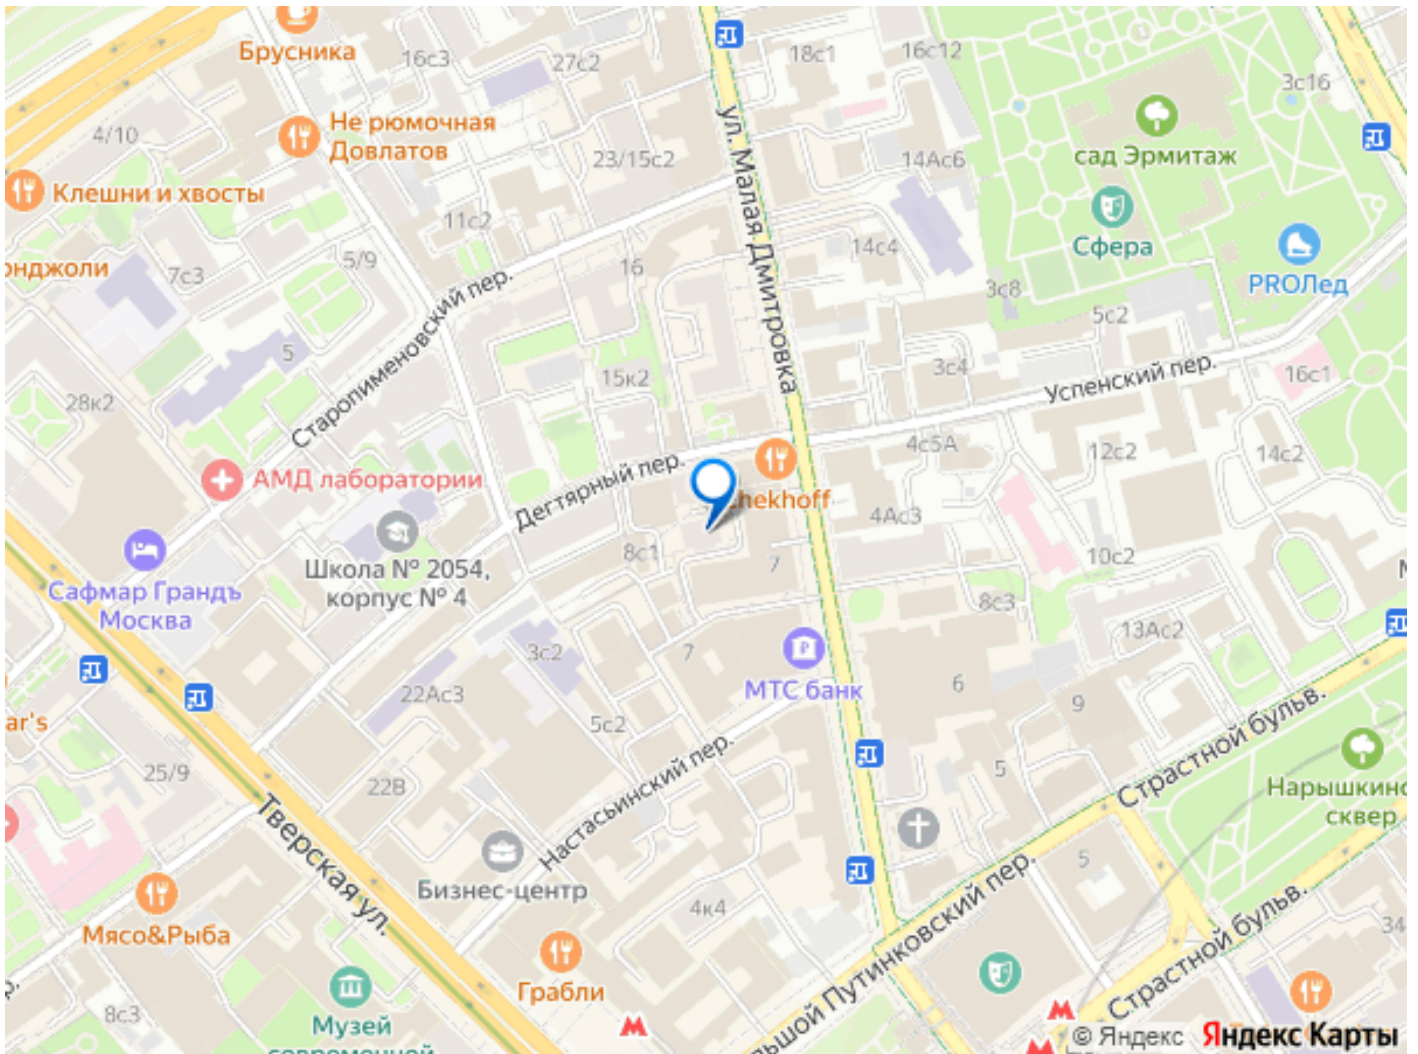 Брусника
16с3
27с2
18с1
16с12
3с16
4/10
Не рюмочная
Довлатов
23/15с2
ул. Малая Дмитровка
14Ас6
сад Эрмитаж
Клешни и хвосты
11с2
Сфера
онджоли
7с3
5/9
16
14с4
PROЛед
3с8
5с2
Старопименовский пер.
5
15к2
3с4
Успенский пер.
16с1
28к2
АМД лаборатории
Дегтярный пер.
chekhoff
4с5А
12с2
14с2
4Ас3
Школа № 2054,
корпус № 4
8с1
7
10с2
Сафмар Грандъ
Москва
8с3
13Ас2
3с2
7
МТС банк
22Ас3
6
9
ar's
5с2
25/9
22В
Настасьинский пер.
5
Страстной бульв.
Нарышкинс
сквер
Тверская ул.
Бизнес-центр
5
4к4
Мясо&Рыба
Грабли
ьшой Путинковский пер.
Страстной бульв.
34
р.
8с3
Музей
современной
© Яндекс Яндекс Карты